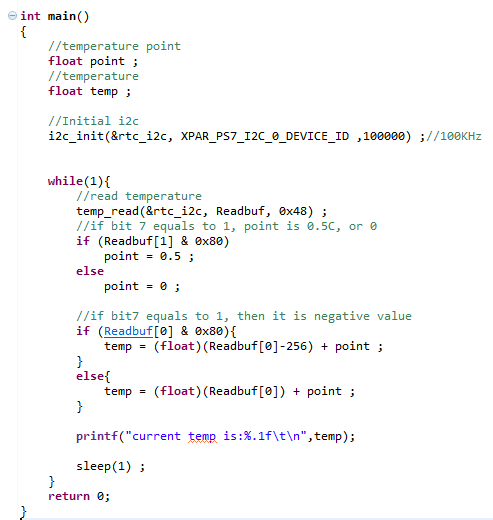 int main()
{
    //temperature point
    float point ;
    //temperature
    float temp ;

    //Initial i2c
    i2c_init(&rtc_i2c, XPAR_PS7_I2C_0_DEVICE_ID ,100000) ;//100KHz


    while(1){
        //read temperature
        temp_read(&rtc_i2c, Readbuf, 0x48) ;
        //if bit 7 equals to 1, point is 0.5C, or 0
        if (Readbuf[1] & 0x80)
            point = 0.5 ;
        else
            point = 0 ;

        //if bit7 equals to 1, then it is negative value
        if (Readbuf[0] & 0x80){
            temp = (float)(Readbuf[0]-256) + point ;
        }
        else{
            temp = (float)(Readbuf[0]) + point ;
        }

        printf("current temp is:%.1f\t\n",temp);

        sleep(1) ;
    }
    return 0;
}